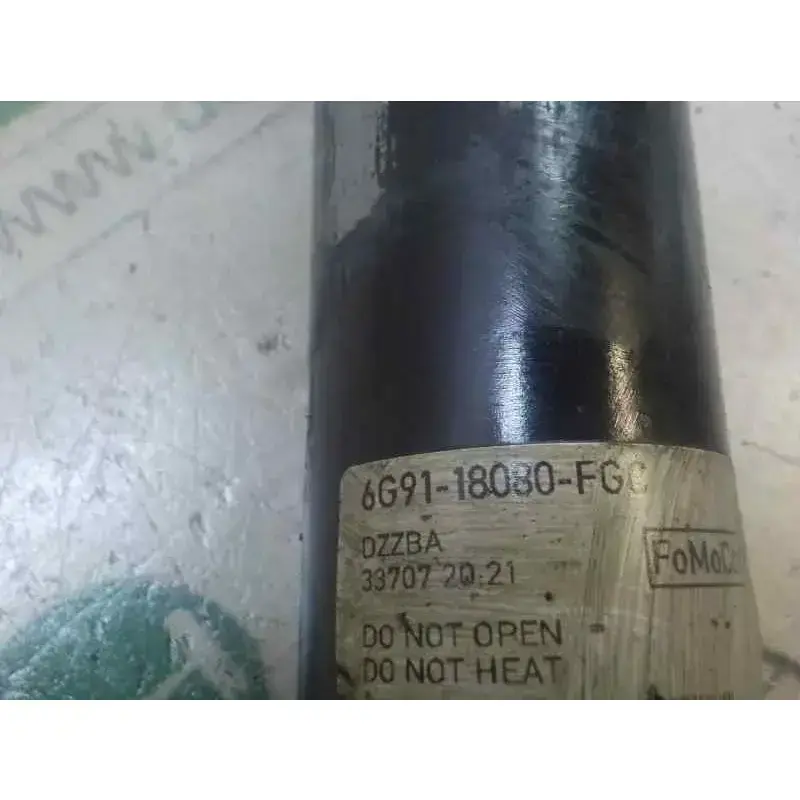 6G91-18080-FGC
DZZBA
FoMoCo
33707 20:21
DO NOT OPEN
DO NOT HEAT